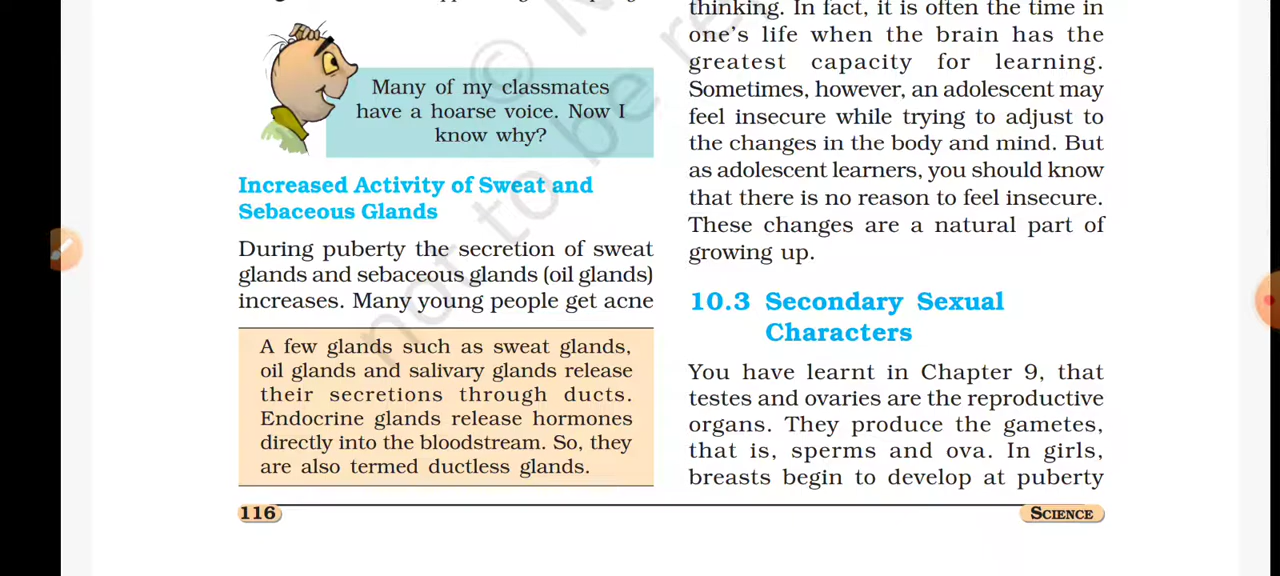 Many of my classmates
have a hoarse voice. Now I
know why?
Increased Activity of Sweat and
Sebaceous Glands
During puberty the secretion of sweat
glands and sebaceous glands (oil glands)
increases. Many young people get acne
A few glands such as sweat glands,
oil glands and salivary glands release
their secretions through ducts.
Endocrine glands release hormones
directly into the bloodstream. So, they
are also termed ductless glands.
thinking. In fact, it is often the time in
one's life when the brain has the
greatest capacity for learning.
Sometimes, however, an adolescent may
feel insecure while trying to adjust to
the changes in the body and mind. But
as adolescent learners, you should know
that there is no reason to feel insecure.
These changes are a natural part of
growing up.
10.3 Secondary Sexual
Characters
You have learnt in Chapter 9, that
testes and ovaries are the reproductive
organs. They produce the gametes,
that is, sperms and ova. In girls,
breasts begin to develop at puberty
116
SCIENCE
© N
not to be re